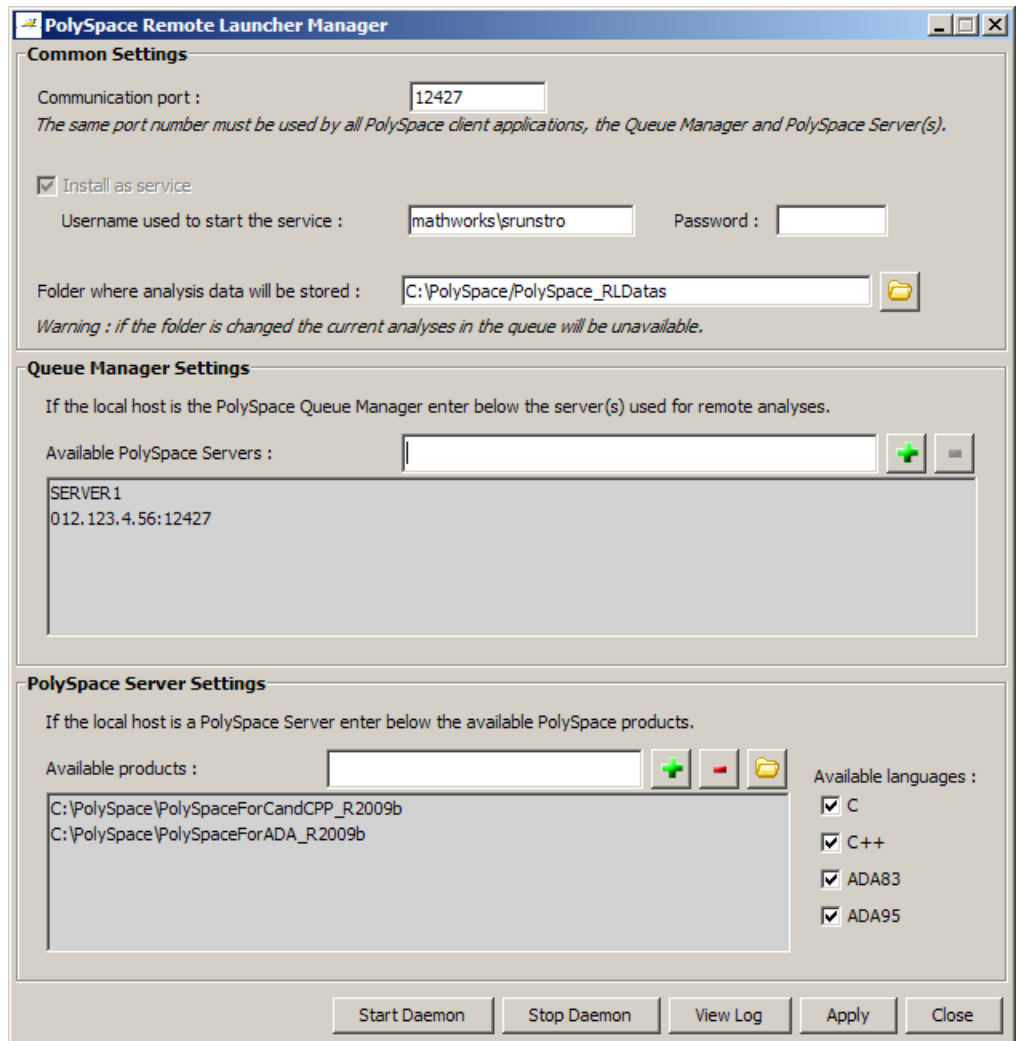 PolySpace Remote Launcher Manager
Common Settings
Communication port : 12427
The same port number must be used by all PolySpace client applications, the Queue Manager and PolySpace Server(s).
Install as service
Username used to start the service : mathworks\srunstro Password :
Folder where analysis data will be stored : C:\PolySpace/PolySpace_RLDatas
Warning : if the folder is changed the current analyses in the queue will be unavailable.
Queue Manager Settings
If the local host is the PolySpace Queue Manager enter below the server(s) used for remote analyses.
Available PolySpace Servers :
SERVER1
012.123.4.56:12427
PolySpace Server Settings
If the local host is a PolySpace Server enter below the available PolySpace products.
Available products :
Available languages :
C:\PolySpace\PolySpaceForCandCPP_R2009b
C:\PolySpace\PolySpaceForADA_R2009b
C
C++
ADA83
ADA95
Start Daemon Stop Daemon View Log Apply Close